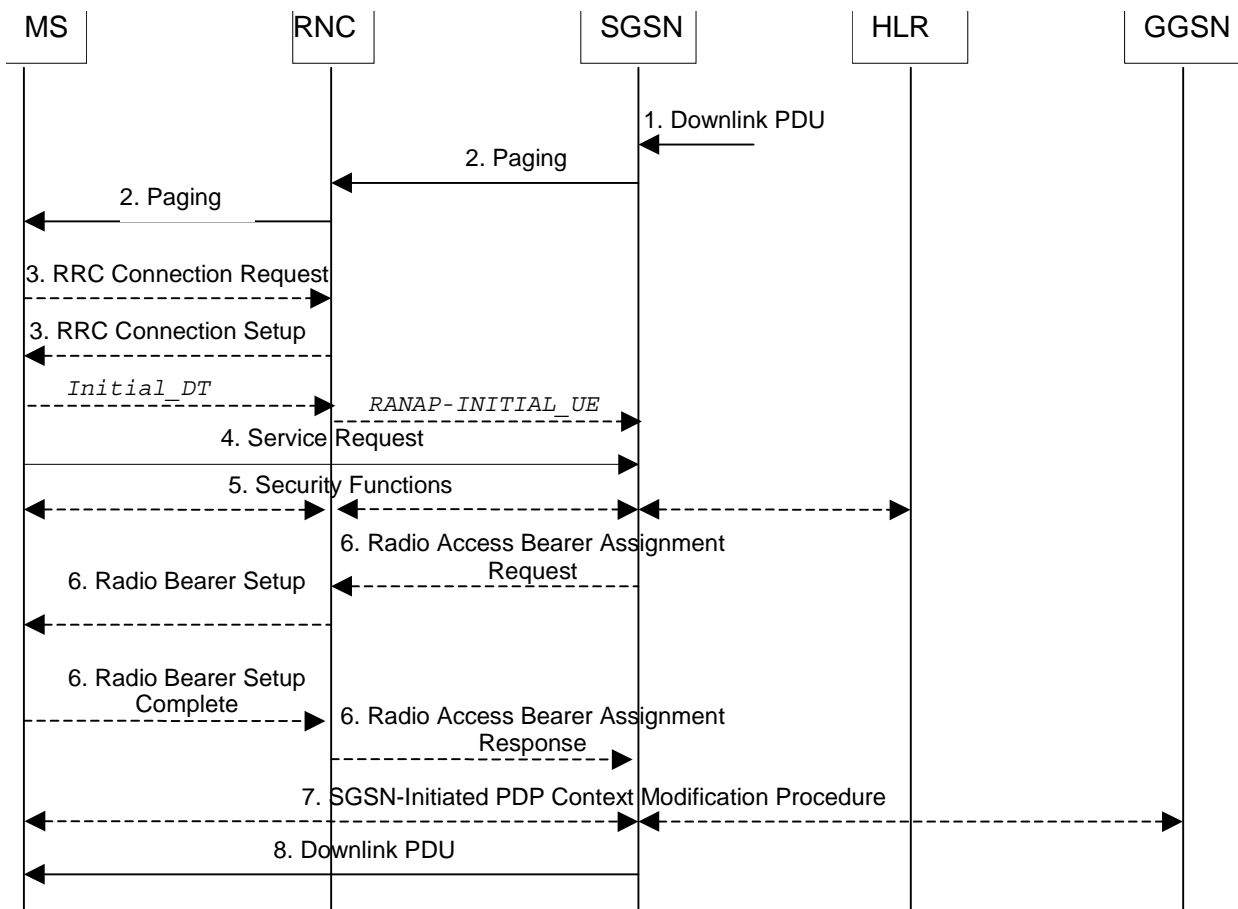 MS RNC SGSN HLR GGSN
1. Downlink PDU
2. Paging
2. Paging
3. RRC Connection Request
3. RRC Connection Setup
Initial_DT
RANAP-INITIAL_UE
4. Service Request
5. Security Functions
6. Radio Access Bearer Assignment
Request
6. Radio Bearer Setup
6. Radio Bearer Setup
Complete
6. Radio Access Bearer Assignment
Response
7. SGSN-Initiated PDP Context Modification Procedure
8. Downlink PDU